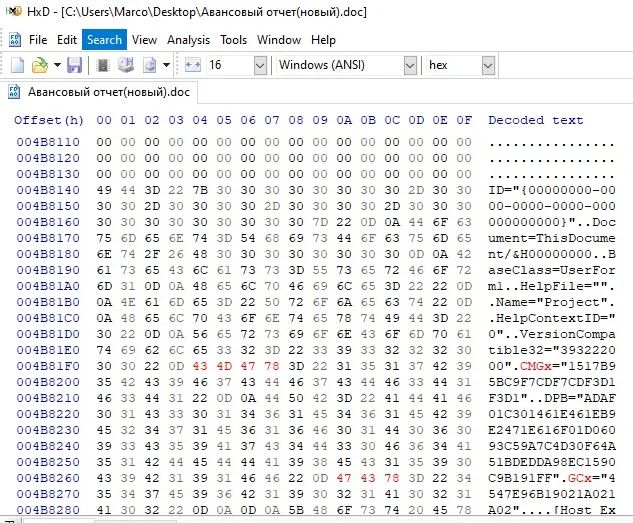 HxD - [C:\Users\Marco\Desktop\Авансовый отчет(новый).doc]
File Edit Search View Analysis Tools Window Help
16 Windows (ANSI) hex
Авансовый отчет(новый).doc
Offset(h) 00 01 02 03 04 05 06 07 08 09 0A 0B 0C 0D 0E 0F Decoded text
004B8110 00 00 00 00 00 00 00 00 00 00 00 00 00 00 00 00 ................
004B8120 00 00 00 00 00 00 00 00 00 00 00 00 00 00 00 00 ................
004B8130 00 00 00 00 00 00 00 00 00 00 00 00 00 00 00 00 ................
004B8140 49 44 3D 22 7B 30 30 30 30 30 30 30 30 2D 30 30 ID="{00000000-00
004B8150 30 30 2D 30 30 30 30 2D 30 30 30 30 2D 30 30 30 00-0000-0000-000
004B8160 30 30 30 30 30 30 30 30 30 7D 22 0D 0A 44 6F 63 000000000}"..Doc
004B8170 75 6D 65 6E 74 3D 54 68 69 73 44 6F 63 75 6D 65 ument=ThisDocume
004B8180 6E 74 2F 26 48 30 30 30 30 30 30 30 30 0D 0A 42 nt/&H00000000..B
004B8190 61 73 65 43 6C 61 73 73 3D 55 73 65 72 46 6F 72 aseClass=UserFor
004B81A0 6D 31 0D 0A 48 65 6C 70 46 69 6C 65 3D 22 22 0D m1..HelpFile="".
004B81B0 0A 4E 61 6D 65 3D 22 50 72 6F 6A 65 63 74 22 0D .Name="Project".
004B81C0 0A 48 65 6C 70 43 6F 6E 74 65 78 74 49 44 3D 22 .HelpContextID="
004B81D0 30 22 0D 0A 56 65 72 73 69 6F 6E 43 6F 6D 70 61 0"..VersionCompa
004B81E0 74 69 62 6C 65 33 32 3D 22 33 39 33 32 32 32 30 tible32="3932220
004B81F0 30 30 22 0D 43 4D 47 78 3D 22 31 35 31 37 42 39 00".CMGx="1517B9
004B8200 35 42 43 39 46 37 43 44 46 37 43 44 46 33 44 31 5BC9F7CDF7CDF3D1
004B8210 46 33 44 31 22 0D 0A 44 50 42 3D 22 41 44 41 46 F3D1"..DPB="ADAF
004B8220 30 31 43 33 30 31 34 36 31 45 34 36 31 45 42 39 01C301461E461EB9
004B8230 45 32 34 37 31 45 36 31 36 46 30 31 44 30 36 30 E2471E616F01D060
004B8240 39 33 43 35 39 41 37 43 34 44 33 30 46 36 34 41 93C59A7C4D30F64A
004B8250 35 31 42 44 45 44 44 41 39 38 45 43 31 35 39 30 51BDEDDA98EC1590
004B8260 43 39 42 31 39 31 46 46 22 0D 47 43 78 3D 22 34 C9B191FF".GCx="4
004B8270 35 34 37 45 39 36 42 31 39 30 32 31 41 30 32 31 547E96B19021A021
004B8280 41 30 32 22 0D 0A 0D 0A 5B 48 6F 73 74 20 45 78 A02"....[Host Ex